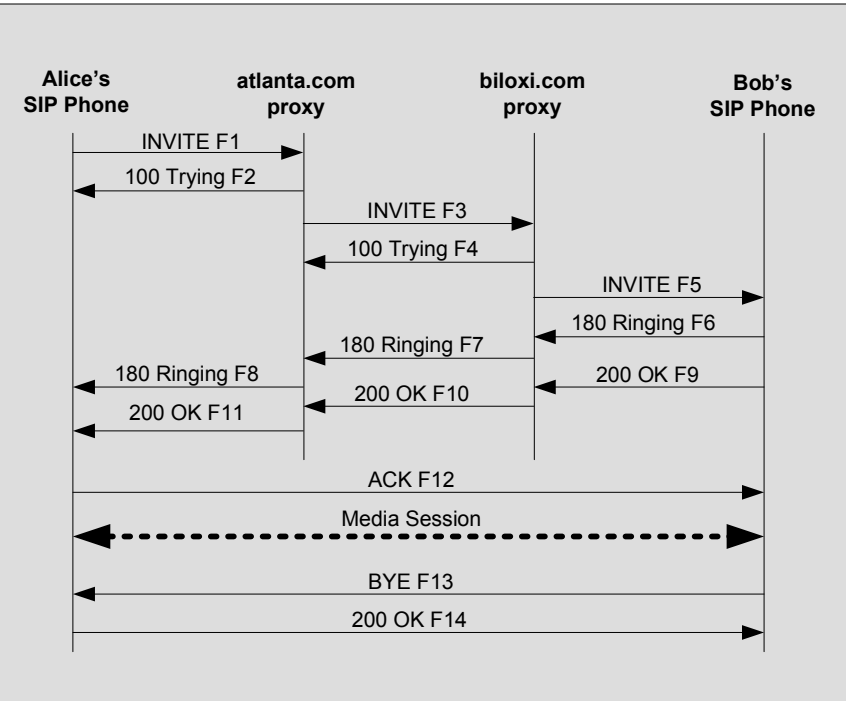 Alice's
SIP Phone
atlanta.com
proxy
biloxi.com
proxy
Bob's
SIP Phone
INVITE F1
100 Trying F2
INVITE F3
100 Trying F4
INVITE F5
180 Ringing F6
180 Ringing F7
180 Ringing F8
200 OK F9
200 OK F10
200 OK F11
ACK F12
Media Session
BYE F13
200 OK F14